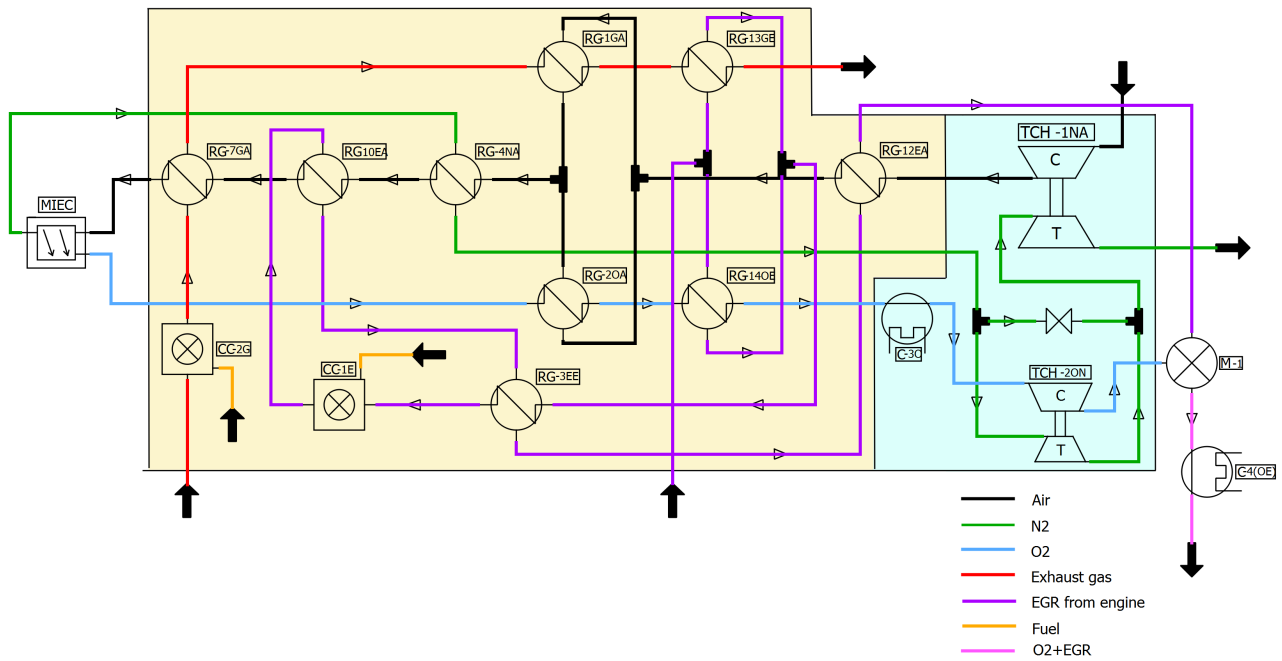 RG-1GA
RG-13GE
TCH -1NA
C
RG-7GA
RG10EA
RG-4NA
RG-12EA
MIEC
T
RG-2OA
RG-14OE
C-3O
CC-2G
CC-1E
RG-3EE
TCH -2ON
C
M-1
T
C-4(OE)
Air
N2
O2
Exhaust gas
EGR from engine
Fuel
O2+EGR